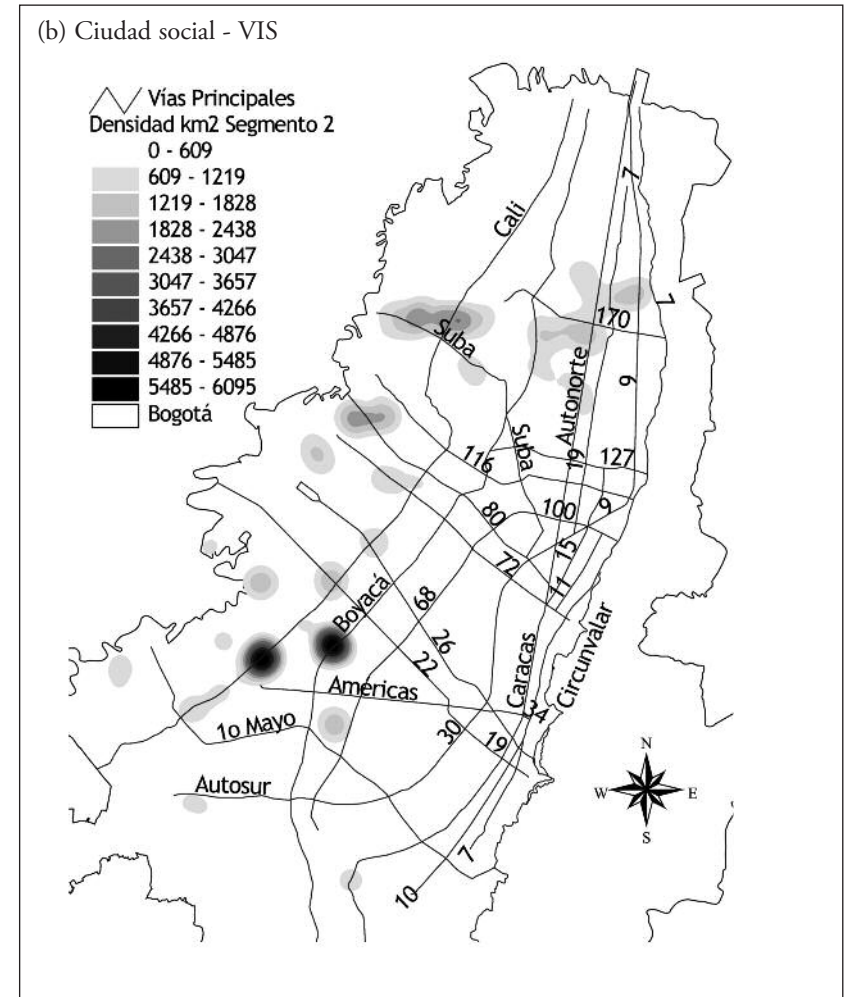 (b) Ciudad social - VIS
Vías Principales
Densidad km2 Segmento 2
0 - 609
609 - 1219
1219 - 1828
1828 - 2438
2438 - 3047
3047 - 3657
3657 - 4266
4266 - 4876
4876 - 5485
5485 - 6095
Bogotá
7
Cali
7
170
Suba
Autonorte
9
Suba
19
127
116
100
9
80
15
72
11
Boyacá
68
26
22
Caracas
Circunvalar
Americas
34
1o Mayo
30
19
Autosur
7
10
N
W
E
S